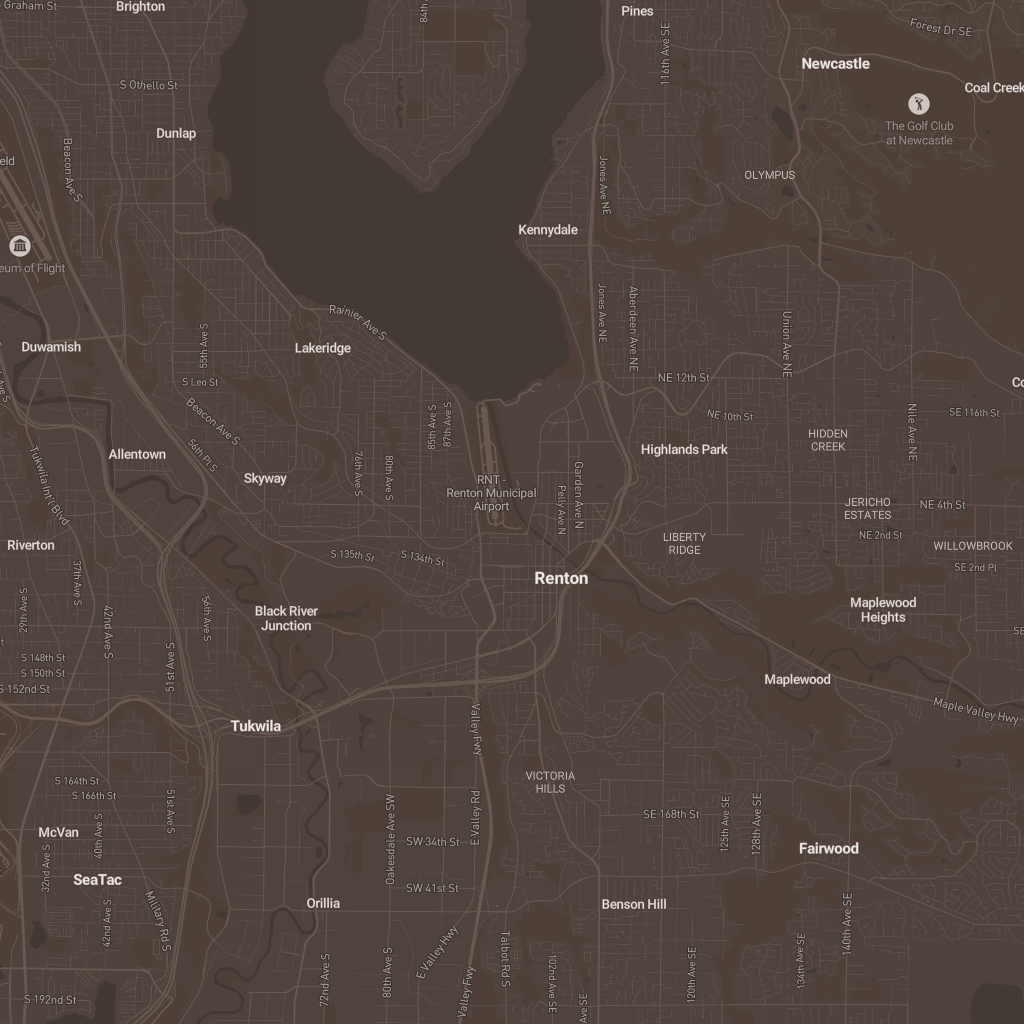 Graham St
Brighton
84th
Pines
116th Ave SE
Forest Dr SE
Newcastle
Coal Creek
S Othello St
The Golf Club
at Newcastle
Dunlap
Beacon Ave S
eld
OLYMPUS
Jones Ave NE
Kennydale
eum of Flight
Jones Ave NE
Aberdeen Ave NE
Union Ave NE
Rainier Ave S
Duwamish
55th Ave S
Lakeridge
Ave S
S Leo St
NE 12th St
Co
Beacon Ave S
85th Ave S
87th Ave S
NE 10th St
Nile Ave NE
SE 116th St
HIDDEN
CREEK
56th Pl S
Allentown
Highlands Park
Tukwila Int'l Blvd
Skyway
76th Ave S
80th Ave S
RNT -
Renton Municipal
Airport
Garden Ave N
Pelly Ave N
JERICHO
ESTATES
NE 4th St
NE 2nd St
Riverton
LIBERTY
RIDGE
WILLOWBROOK
S 135th St
S 134th St
SE 2nd Pl
37th Ave S
Renton
29th Ave S
42nd Ave S
56th Ave S
Black River
Junction
Maplewood
Heights
SE
t
S 148th St
51st Ave S
S 150th St
S 152nd St
Maplewood
Maple Valley Hwy
Tukwila
Valley Fwy
S 164th St
S 166th St
VICTORIA
HILLS
51st Ave S
Oakesdale Ave SW
E Valley Rd
SE 168th St
125th Ave SE
128th Ave SE
McVan
40th Ave S
SW 34th St
Fairwood
32nd Ave S
SeaTac
SW 41st St
Orillia
Benson Hill
42nd Ave S
Military Rd S
140th Ave SE
E Valley Hwy
Talbot Rd S
134th Ave SE
72nd Ave S
80th Ave S
Valley Fwy
102nd Ave SE
120th Ave SE
S 192nd St
Ave SE